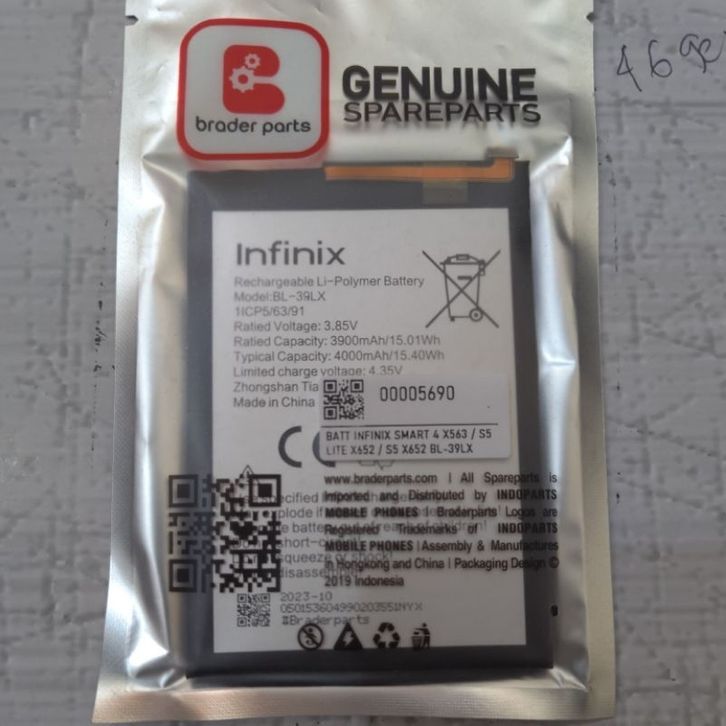 brader parts
GENUINE
SPAREPARTS
Infinix
Rechargeable Li-Polymer Battery
Model:BL-39LX
1ICP5/63/91
Ratied Voltage: 3.85V
Ratied Capacity: 3900mAh/15.01Wh
Typical Capacity: 4000mAh/15.40Wh
Limited charge voltage: 4.35V
Zhongshan Tia
Made in China
00005690
BATT INFINIX SMART 4 X563 / S5
LITE X652 / S5 X652 BL-39LX
CE
www.braderparts.com | All Spareparts is
Imported and Distributed by INDOPARTS
MOBILE PHONES | Broderparts Logos are
Registered Trademarks of INDOPARTS
MOBILE PHONES | Assembly & Manufactures
in Hongkong and China | Packaging Design ©
2019 Indonesia
2023-10
050153604990203551NYX
#Braderparts